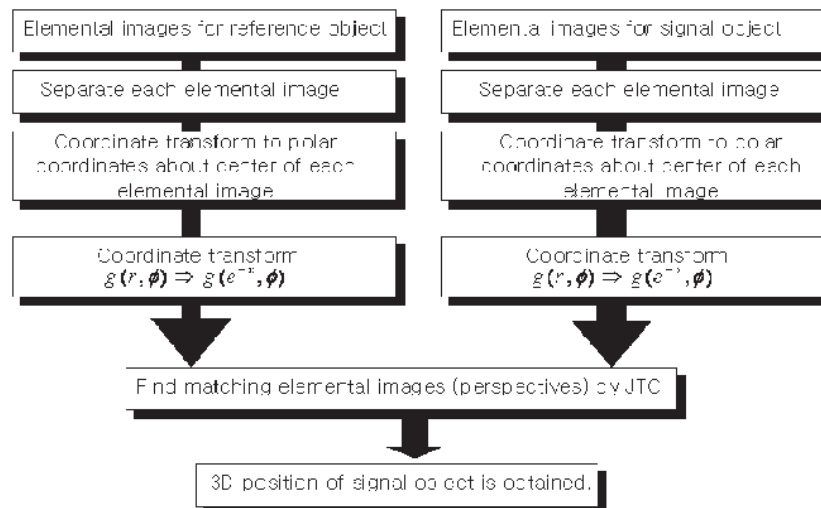 Elemental images for reference object
Separate each elemental image
Coordinate transform to polar
coordinates about center of each
elemental image
Coordinate transform
g(r,ϕ) ⇒ g(e⁻ˣ,ϕ)
Elemental images for signal object
Separate each elemental image
Coordinate transform to polar
coordinates about center of each
elemental image
Coordinate transform
g(r,ϕ) ⇒ g(e⁻ˣ,ϕ)
Find matching elemental images (perspectives) by JTC
3D position of signal object is obtained.